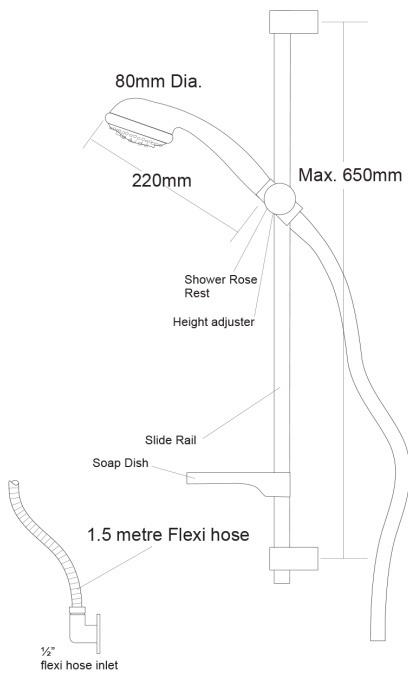 80mm Dia.
220mm
Max. 650mm
Shower Rose
Rest
Height adjuster
Slide Rail
Soap Dish
1.5 metre Flexi hose
½"
flexi hose inlet